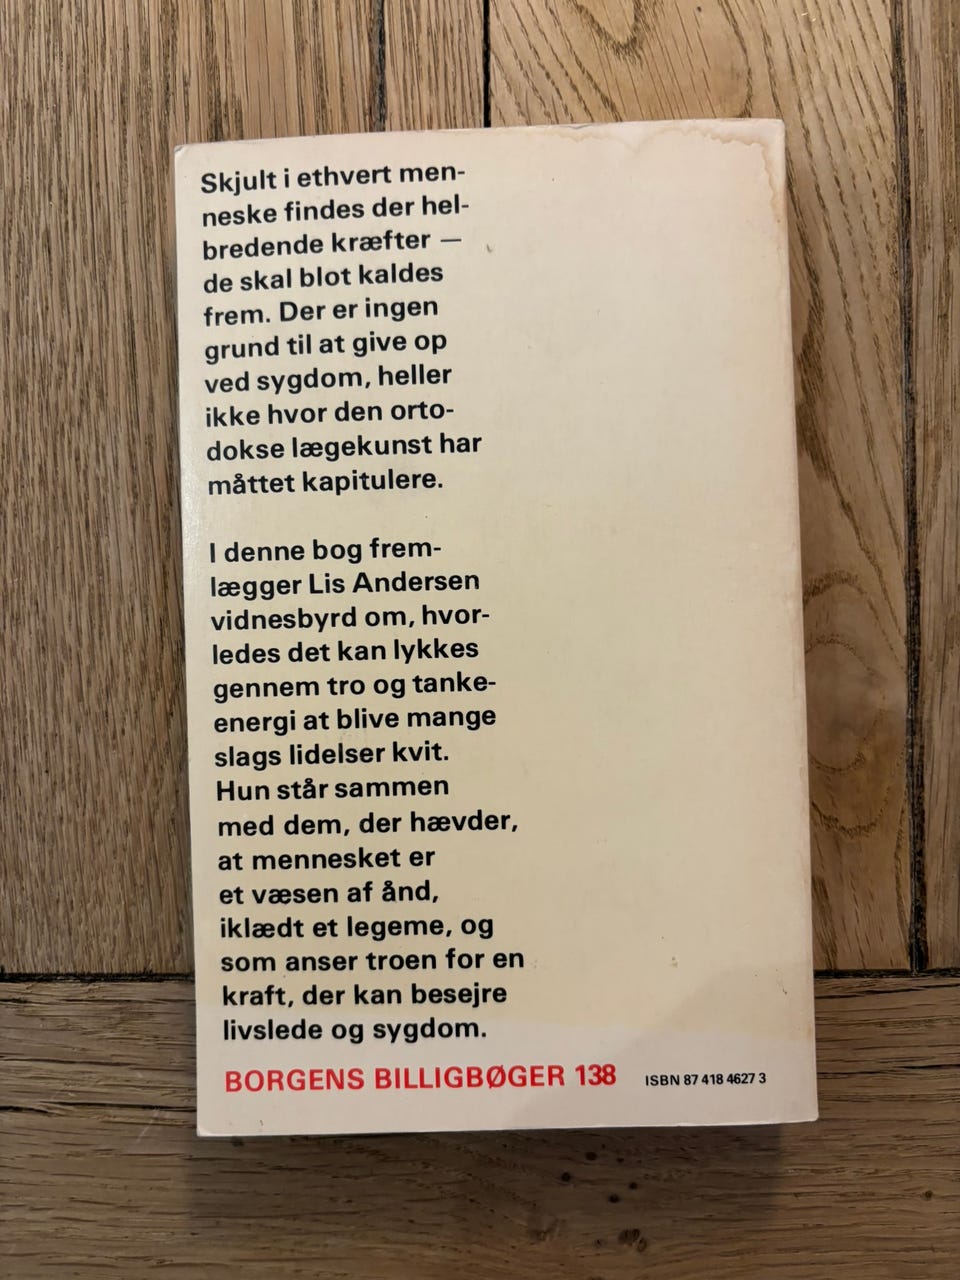 Skjult i ethvert men-
neske findes der hel-
bredende kræfter —
de skal blot kaldes
frem. Der er ingen
grund til at give op
ved sygdom, heller
ikke hvor den orto-
dokse lægekunst har
måttet kapitulere.
I denne bog frem-
lægger Lis Andersen
vidnesbyrd om, hvor-
ledes det kan lykkes
gennem tro og tanke-
energi at blive mange
slags lidelser kvit.
Hun står sammen
med dem, der hævder,
at mennesket er
et væsen af ånd,
iklædt et legeme, og
som anser troen for en
kraft, der kan besejre
livslede og sygdom.
BORGENS BILLIGBØGER 138 ISBN 87 418 4627 3